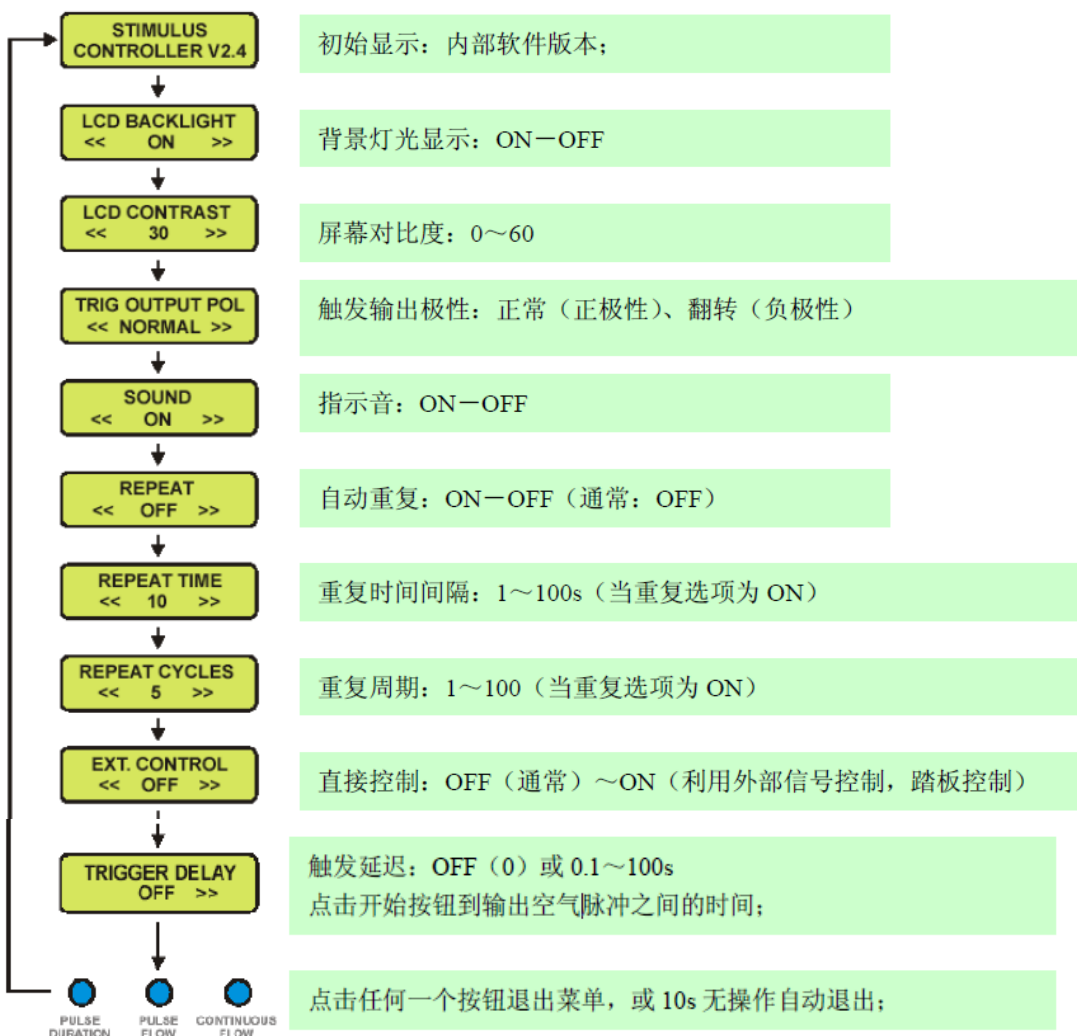 STIMULUS
CONTROLLER V2.4
初始显示：内部软件版本；
LCD BACKLIGHT
<< ON >>
背景灯光显示：ON－OFF
LCD CONTRAST
<< 30 >>
屏幕对比度：0～60
TRIG OUTPUT POL
<< NORMAL >>
触发输出极性：正常（正极性）、翻转（负极性）
SOUND
<< ON >>
指示音：ON－OFF
REPEAT
<< OFF >>
自动重复：ON－OFF（通常：OFF）
REPEAT TIME
<< 10 >>
重复时间间隔：1～100s（当重复选项为 ON）
REPEAT CYCLES
<< 5 >>
重复周期：1～100（当重复选项为 ON）
EXT. CONTROL
<< OFF >>
直接控制：OFF（通常）～ON（利用外部信号控制，踏板控制）
TRIGGER DELAY
OFF >>
触发延迟：OFF（0）或 0.1～100s
点击开始按钮到输出空气脉冲之间的时间；
点击任何一个按钮退出菜单，或 10s 无操作自动退出；
PULSE
DURATION
PULSE
FLOW
CONTINUOUS
FLOW